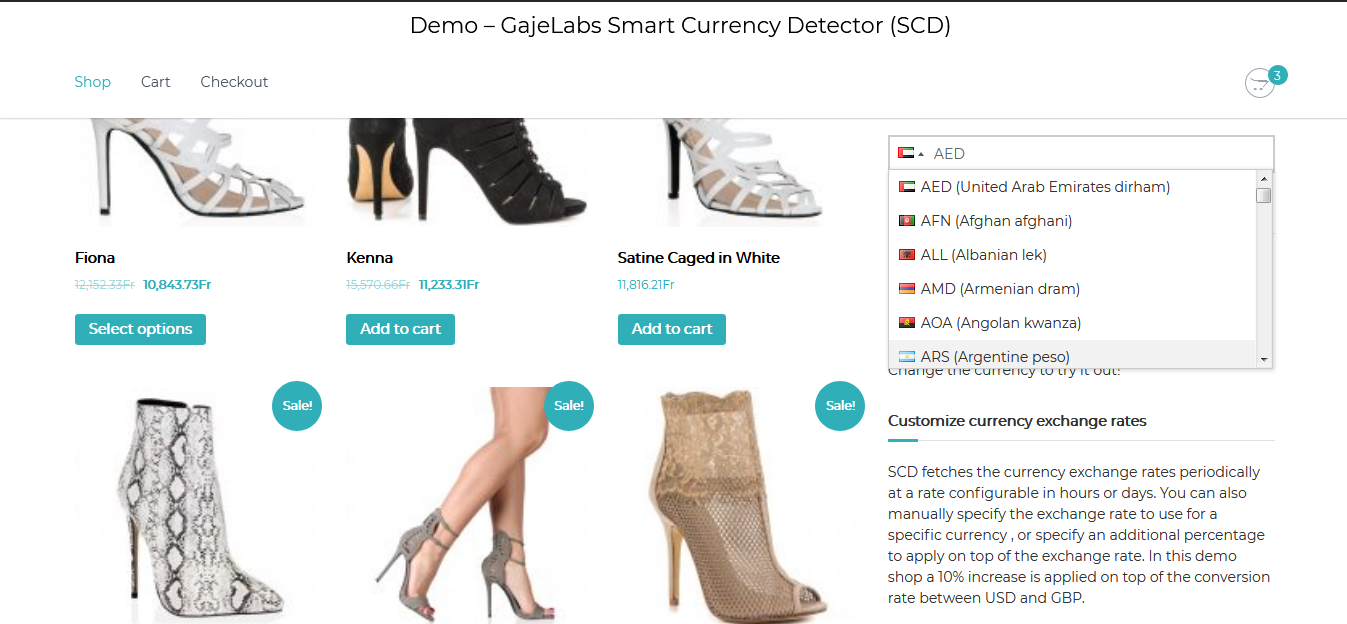 Demo – GajeLabs Smart Currency Detector (SCD)
Shop Cart Checkout
3
Fiona
12,152.33Fr 10,843.73Fr
Select options
Kenna
15,570.66Fr 11,233.31Fr
Add to cart
Satine Caged in White
11,816.21Fr
Add to cart
Sale!
Sale!
Sale!
AED
AED (United Arab Emirates dirham)
AFN (Afghan afghani)
ALL (Albanian lek)
AMD (Armenian dram)
AOA (Angolan kwanza)
ARS (Argentine peso)
Change the currency to try it out!
Customize currency exchange rates
SCD fetches the currency exchange rates periodically
at a rate configurable in hours or days. You can also
manually specify the exchange rate to use for a
specific currency , or specify an additional percentage
to apply on top of the exchange rate. In this demo
shop a 10% increase is applied on top of the conversion
rate between USD and GBP.